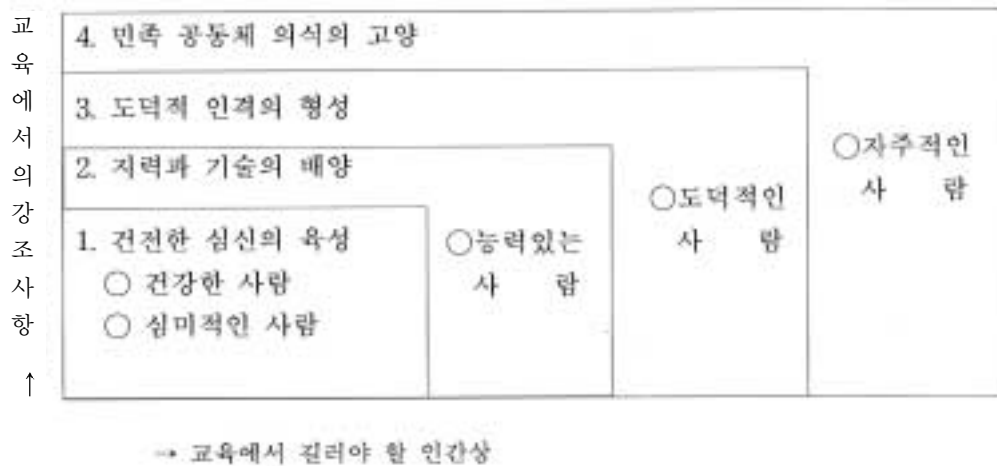 교육에서의강조사항 ↑
4. 민족 공동체 의식의 고양
3. 도덕적 인격의 형성
2. 지력과 기술의 배양
1. 건전한 심신의 육성
○ 건강한 사람
○ 심미적인 사람
○능력있는
사 람
○도덕적인
사 람
○자주적인
사 람
→ 교육에서 길러야 할 인간상